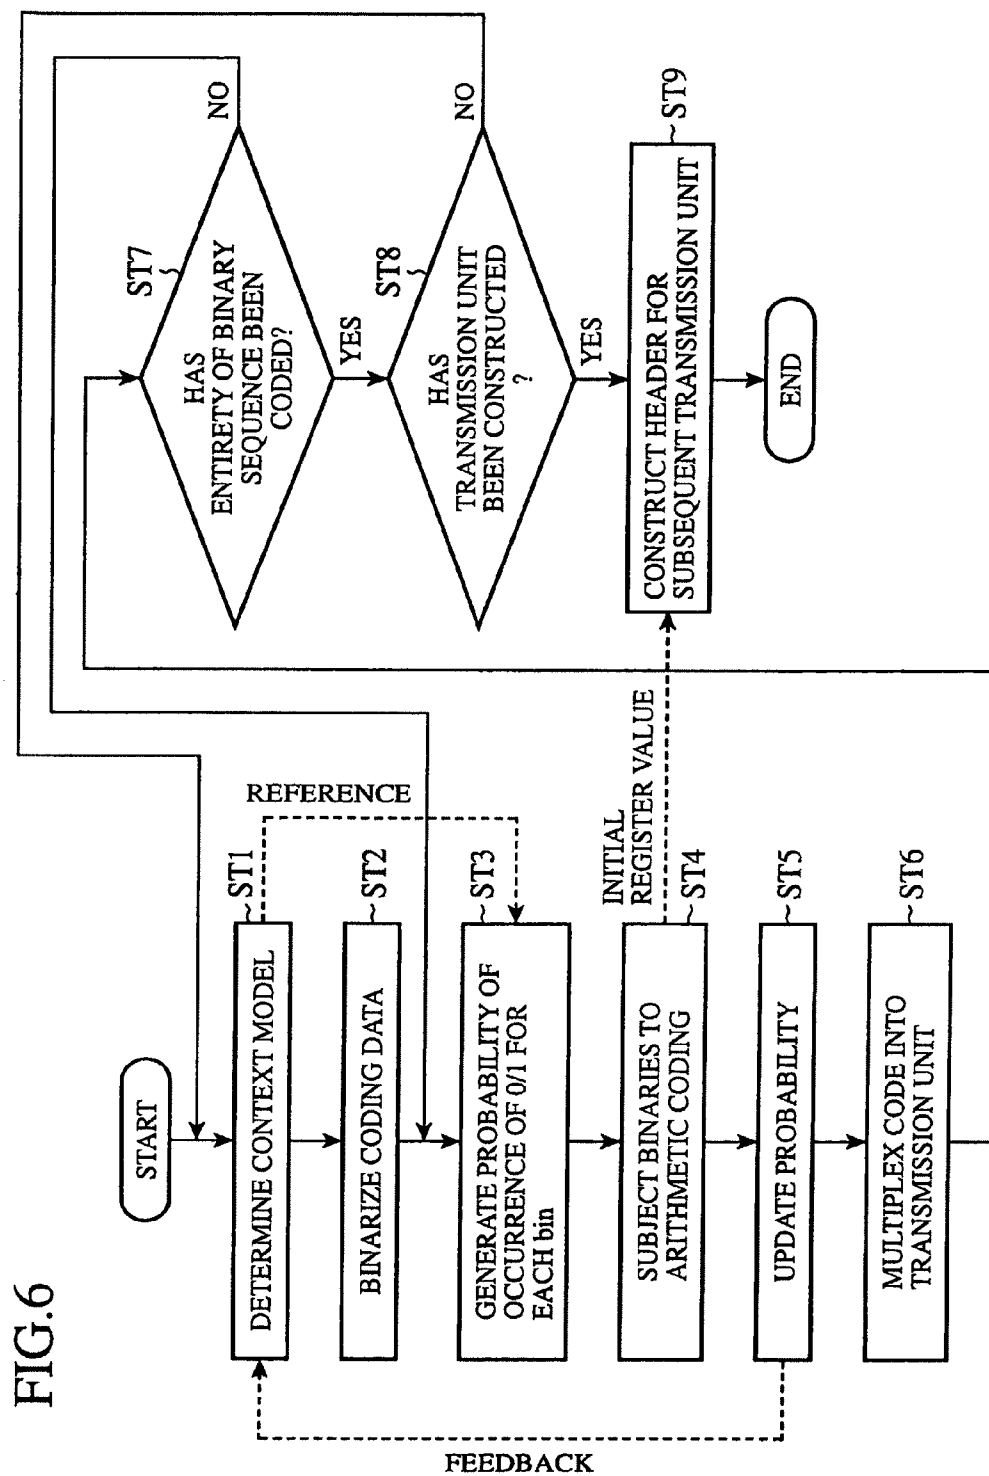 FIG.6
START
DETERMINE CONTEXT MODEL
ST1
BINARIZE CODING DATA
ST2
REFERENCE
GENERATE PROBABILITY OF
OCCURRENCE OF 0/1 FOR
EACH bin
ST3
SUBJECT BINARIES TO
ARITHMETIC CODING
ST4
INITIAL
REGISTER VALUE
UPDATE PROBABILITY
ST5
FEEDBACK
MULTIPLEX CODE INTO
TRANSMISSION UNIT
ST6
HAS
ENTIRETY OF BINARY
SEQUENCE BEEN
CODED?
ST7
NO
YES
HAS
TRANSMISSION UNIT
BEEN CONSTRUCTED
?
ST8
NO
YES
CONSTRUCT HEADER FOR
SUBSEQUENT TRANSMISSION UNIT
ST9
END